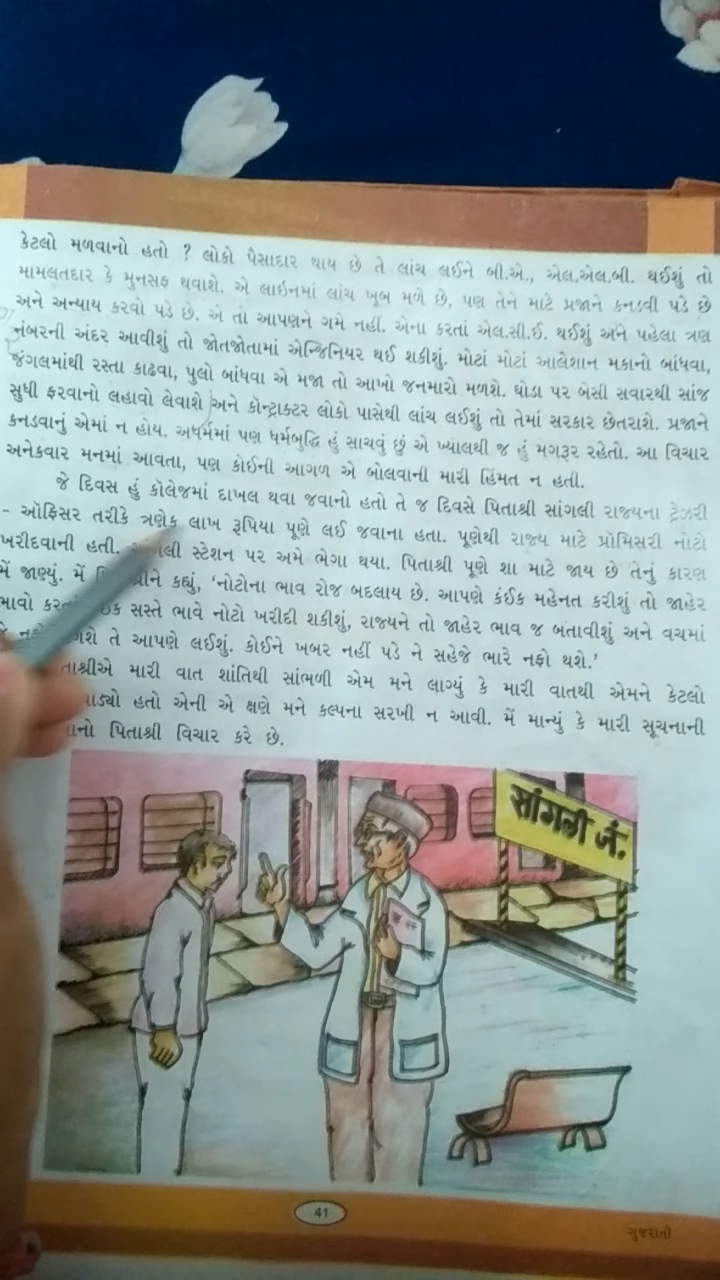 કેટલો મળવાનો હતો ? લોકો પૈસાદાર થાય છે તે લાંચ લઈને બી.એ., એલ.એલ.બી. થઈશું તો
મામલતદાર કે મુનસફ થવાશે. એ લાઇનમાં લાંચ ખૂબ મળે છે, પણ તેને માટે પ્રજાને કનડવી પડે છે
અને અન્યાય કરવો પડે છે. એ તો આપણને ગમે નહીં. એના કરતાં એલ.સી.ઈ. થઈશું અને પહેલા ત્રણ
નંબરની અંદર આવીશું તો જોતજોતામાં એન્જિનિયર થઈ શકીશું. મોટાં મોટાં આલેશાન મકાનો બાંધવા,
જંગલમાંથી રસ્તા કાઢવા, પુલો બાંધવા એ મજા તો આખો જનમારો મળશે. ઘોડા પર બેસી સવારથી સાંજ
સુધી ફરવાનો લહાવો લેવાશે અને કૉન્ટ્રાક્ટર લોકો પાસેથી લાંચ લઈશું તો તેમાં સરકાર છેતરાશે. પ્રજાને
કનડવાનું એમાં ન હોય. અધર્મમાં પણ ધર્મબુદ્ધિ હું સાચવું છું એ ખ્યાલથી જ હું મગરૂર રહેતો. આ વિચાર
અનેકવાર મનમાં આવતા, પણ કોઈની આગળ એ બોલવાની મારી હિંમત ન હતી.
જે દિવસ હું કૉલેજમાં દાખલ થવા જવાનો હતો તે જ દિવસે પિતાશ્રી સાંગલી રાજ્યના ટ્રેઝરી
- ઑફિસર તરીકે ત્રણેક લાખ રૂપિયા પૂણે લઈ જવાના હતા. પૂણેથી રાજ્ય માટે પ્રોમિસરી નોટો
ખરીદવાની હતી. સ્ટેશન પર અમે ભેગા થયા. પિતાશ્રી પૂણે શા માટે જાય છે તેનું કારણ
મેં જાણ્યું. મેં કહ્યું, ‘નોટોના ભાવ રોજ બદલાય છે. આપણે કંઈક મહેનત કરીશું તો જાહેર
ભાવો સસ્તે ભાવે નોટો ખરીદી શકીશું, રાજ્યને તો જાહેર ભાવ જ બતાવીશું અને વચમાં
તે આપણે લઈશું. કોઈને ખબર નહીં પડે ને સહેજે ભારે નફો થશે.’
મારી વાત શાંતિથી સાંભળી એમ મને લાગ્યું કે મારી વાતથી એમને કેટલો
હતો એની એ ક્ષણે મને કલ્પના સરખી ન આવી. મેં માન્યું કે મારી સૂચનાની
પિતાશ્રી વિચાર કરે છે.
सांगली जं.
41
ગુજરાતી